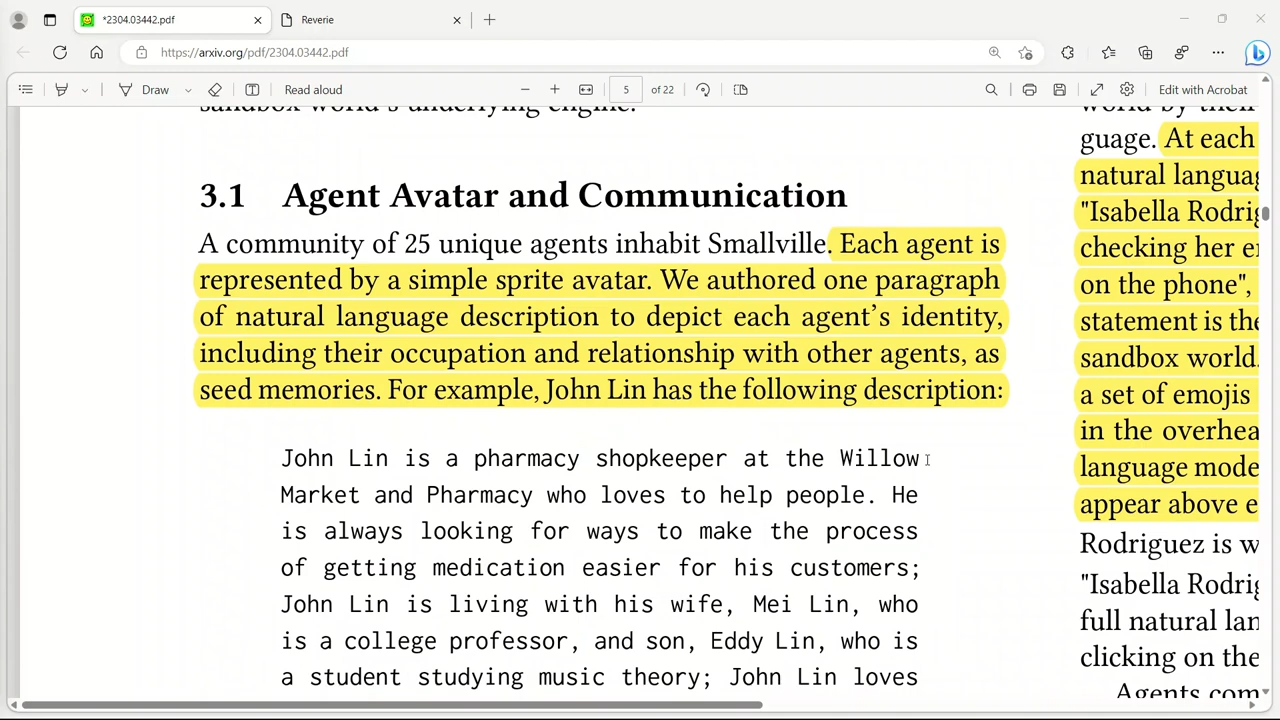 *2304.03442.pdf
Reverie
https://arxiv.org/pdf/2304.03442.pdf
Draw
Read aloud
5 of 22
Edit with Acrobat
sandbox world's underlying engine.
3.1 Agent Avatar and Communication
A community of 25 unique agents inhabit Smallville. Each agent is
represented by a simple sprite avatar. We authored one paragraph
of natural language description to depict each agent's identity,
including their occupation and relationship with other agents, as
seed memories. For example, John Lin has the following description:
John Lin is a pharmacy shopkeeper at the Willow
Market and Pharmacy who loves to help people. He
is always looking for ways to make the process
of getting medication easier for his customers;
John Lin is living with his wife, Mei Lin, who
is a college professor, and son, Eddy Lin, who is
a student studying music theory; John Lin loves
world by their
guage. At each
natural languag
"Isabella Rodrig
checking her e
on the phone",
statement is the
sandbox world.
a set of emojis
in the overhea
language mode
appear above e
Rodriguez is w
"Isabella Rodrig
full natural lan
clicking on the
Agents com